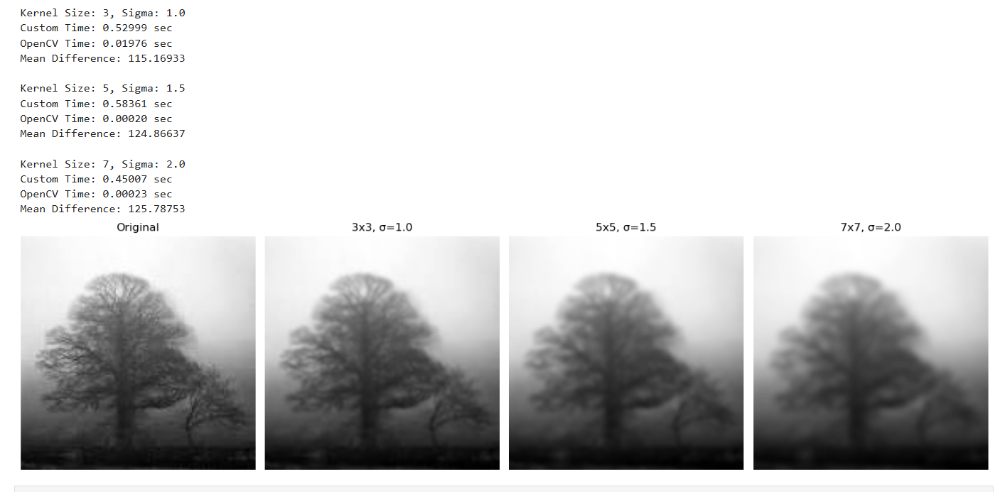 Kernel Size: 3, Sigma: 1.0
Custom Time: 0.52999 sec
OpenCV Time: 0.01976 sec
Mean Difference: 115.16933
Kernel Size: 5, Sigma: 1.5
Custom Time: 0.58361 sec
OpenCV Time: 0.00020 sec
Mean Difference: 124.86637
Kernel Size: 7, Sigma: 2.0
Custom Time: 0.45007 sec
OpenCV Time: 0.00023 sec
Mean Difference: 125.78753
Original
3x3, σ=1.0
5x5, σ=1.5
7x7, σ=2.0